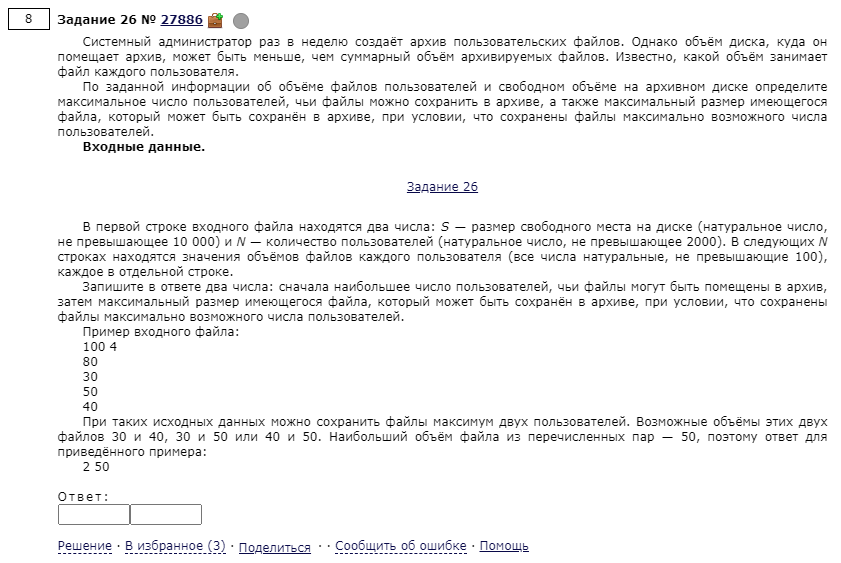 8
Задание 26 № 27886
Системный администратор раз в неделю создаёт архив пользовательских файлов. Однако объём диска, куда он
помещает архив, может быть меньше, чем суммарный объём архивируемых файлов. Известно, какой объём занимает
файл каждого пользователя.
По заданной информации об объёме файлов пользователей и свободном объёме на архивном диске определите
максимальное число пользователей, чьи файлы можно сохранить в архиве, а также максимальный размер имеющегося
файла, который может быть сохранён в архиве, при условии, что сохранены файлы максимально возможного числа
пользователей.
Входные данные.
Задание 26
В первой строке входного файла находятся два числа: S — размер свободного места на диске (натуральное число,
не превышающее 10 000) и N — количество пользователей (натуральное число, не превышающее 2000). В следующих N
строках находятся значения объёмов файлов каждого пользователя (все числа натуральные, не превышающие 100),
каждое в отдельной строке.
Запишите в ответе два числа: сначала наибольшее число пользователей, чьи файлы могут быть помещены в архив,
затем максимальный размер имеющегося файла, который может быть сохранён в архиве, при условии, что сохранены
файлы максимально возможного числа пользователей.
Пример входного файла:
100 4
80
30
50
40
При таких исходных данных можно сохранить файлы максимум двух пользователей. Возможные объёмы этих двух
файлов 30 и 40, 30 и 50 или 40 и 50. Наибольший объём файла из перечисленных пар — 50, поэтому ответ для
приведённого примера:
2 50
Ответ:
Решение · В избранное (3) · Поделиться · · Сообщить об ошибке · Помощь